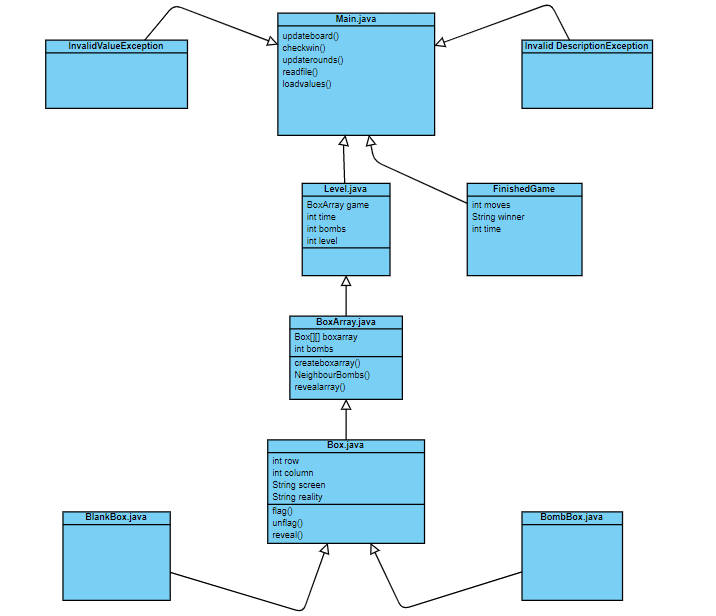 Main.java
updateboard()
checkwin()
updaterounds()
readfile()
loadvalues()
InvalidValueException
Invalid DescriptionException
Level.java
BoxArray game
int time
int bombs
int level
FinishedGame
int moves
String winner
int time
BoxArray.java
Box[][] boxarray
int bombs
createboxarray()
NeighbourBombs()
revealarray()
Box.java
int row
int column
String screen
String reality
flag()
unflag()
reveal()
BlankBox.java
BombBox.java